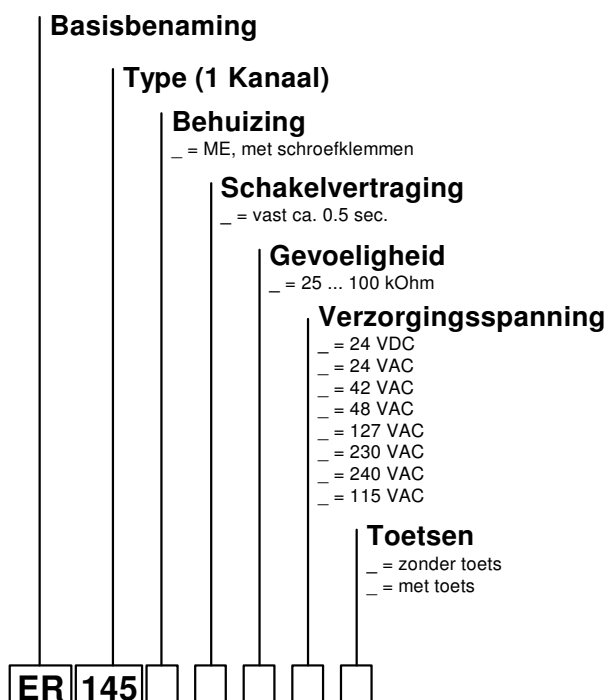 Basisbenaming
Type (1 Kanaal)
Behuizing
_ = ME, met schroefklemmen
Schakelvertraging
_ = vast ca. 0.5 sec.
Gevoeligheid
_ = 25 ... 100 kOhm
Verzorgingsspanning
_ = 24 VDC
_ = 24 VAC
_ = 42 VAC
_ = 48 VAC
_ = 127 VAC
_ = 230 VAC
_ = 240 VAC
_ = 115 VAC
Toetsen
_ = zonder toets
_ = met toets
ER 145